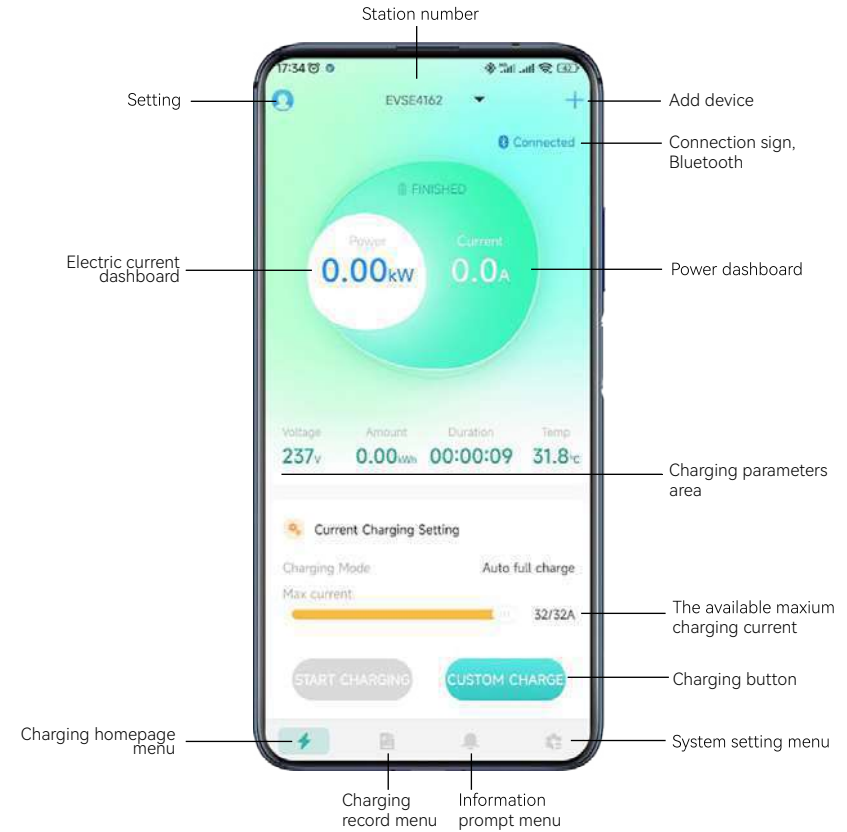 Station number
17:34
42
Setting
EVSE4162
Add device
Connected
Connection sign,
Bluetooth
FINISHED
Power
Current
Electric current
dashboard
0.00kW
0.0A
Power dashboard
Voltage
Amount
Duration
Temp
237V
0.00kWh
00:00:09
31.8°C
Charging parameters
area
Current Charging Setting
Charging Mode
Auto full charge
Max current
32/32A
The available maxium
charging current
START CHARGING
CUSTOM CHARGE
Charging button
Charging homepage
menu
System setting menu
Charging
record menu
Information
prompt menu